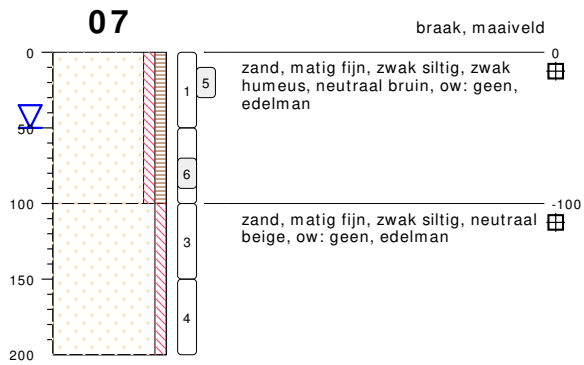 07
braak, maaiveld
0
0
zand, matig fijn, zwak siltig, zwak
humeus, neutraal bruin, ow: geen,
edelman
1
5
50
6
100
-100
zand, matig fijn, zwak siltig, neutraal
beige, ow: geen, edelman
3
150
4
200